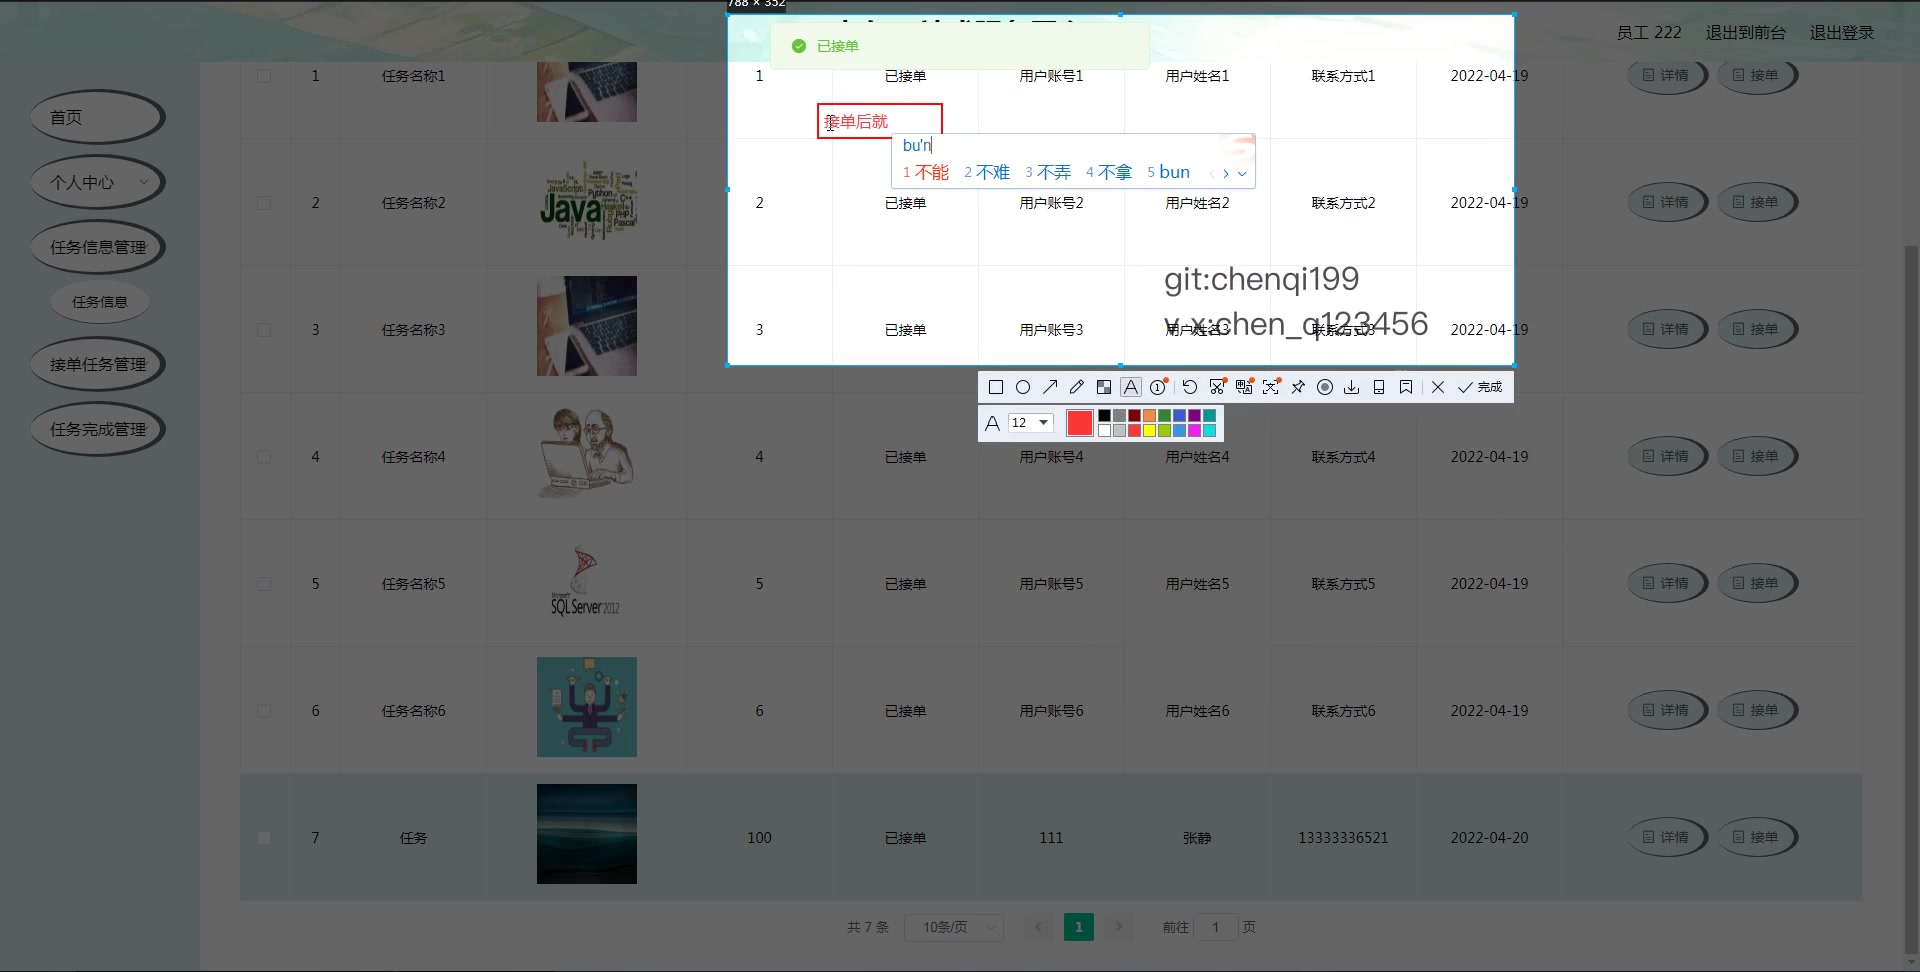 788 × 352
员工 222 退出到前台 退出登录
已接单
首页
个人中心
任务信息管理
任务信息
接单任务管理
任务完成管理
1 任务名称1 1 已接单 用户账号1 用户姓名1 联系方式1 2022-04-19 详情 接单
接单后就
bu'n
1 不能 2 不难 3 不弄 4 不拿 5 bun
2 任务名称2 2 已接单 用户账号2 用户姓名2 联系方式2 2022-04-19 详情 接单
JavaScript Python Java C++ PHP Pascal
git:chenqi199
v x:chen_q123456
3 任务名称3 3 已接单 用户账号3 用户姓名3 联系方式3 2022-04-19 详情 接单
完成
A 12
4 任务名称4 4 已接单 用户账号4 用户姓名4 联系方式4 2022-04-19 详情 接单
5 任务名称5 5 已接单 用户账号5 用户姓名5 联系方式5 2022-04-19 详情 接单
Microsoft
SQL Server 2012
6 任务名称6 6 已接单 用户账号6 用户姓名6 联系方式6 2022-04-19 详情 接单
7 任务 100 已接单 111 张静 13333336521 2022-04-20 详情 接单
共 7 条 10条/页 1 前往 1 页